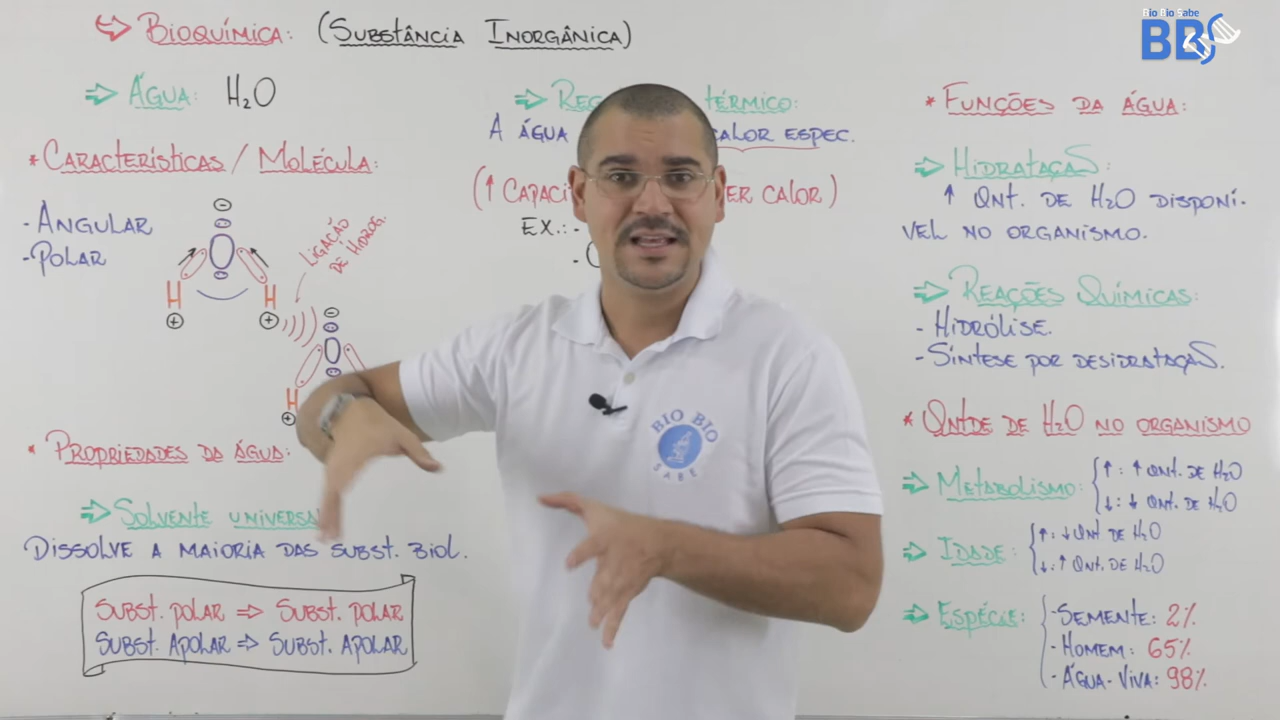 Bioquímica: (Substância Inorgânica)
Água: H₂O
* Características / Molécula:
- Angular
- Polar
Ligação
de Hidrog.
H
H
H
* Propriedades da Água:
Solvente
Dissolve a maioria das subst. Biol.
Subst. polar ⇒ Subst. polar
Subst. Apolar ⇒ Subst. Apolar
térmico:
A água calor espec.
(↑ calor)
Ex.: -
-
* Funções da Água:
Hidratação:
↑ Qnt. de H₂O disponí-
vel no organismo.
Reações Químicas:
- Hidrólise.
- Síntese por desidratação.
* Qntde de H₂O no organismo
Metabolismo: ↑: ↑ Qnt. de H₂O
↓: ↓ Qnt. de H₂O
Idade: ↑: ↓ Qnt de H₂O
↓: ↑ Qnt. de H₂O
Espécie: - Semente: 2%
- Homem: 65%
- Água-Viva: 98%
Bio Bio Sabe
BBS
BIO BIO
SABE